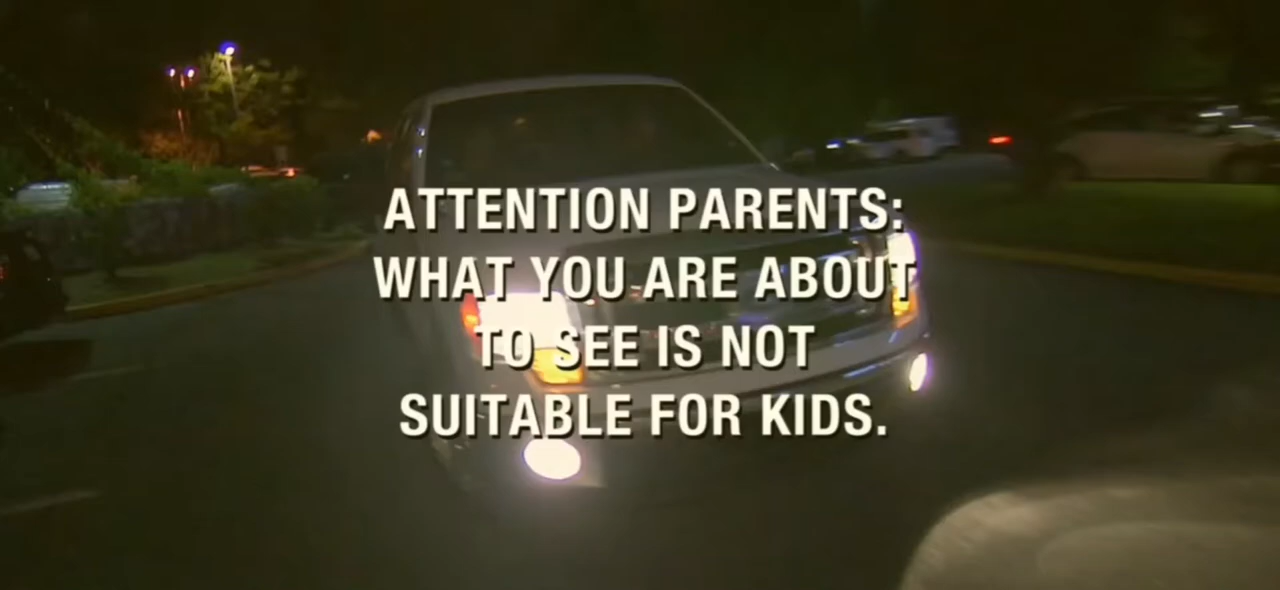 ATTENTION PARENTS:
WHAT YOU ARE ABOUT
TO SEE IS NOT
SUITABLE FOR KIDS.